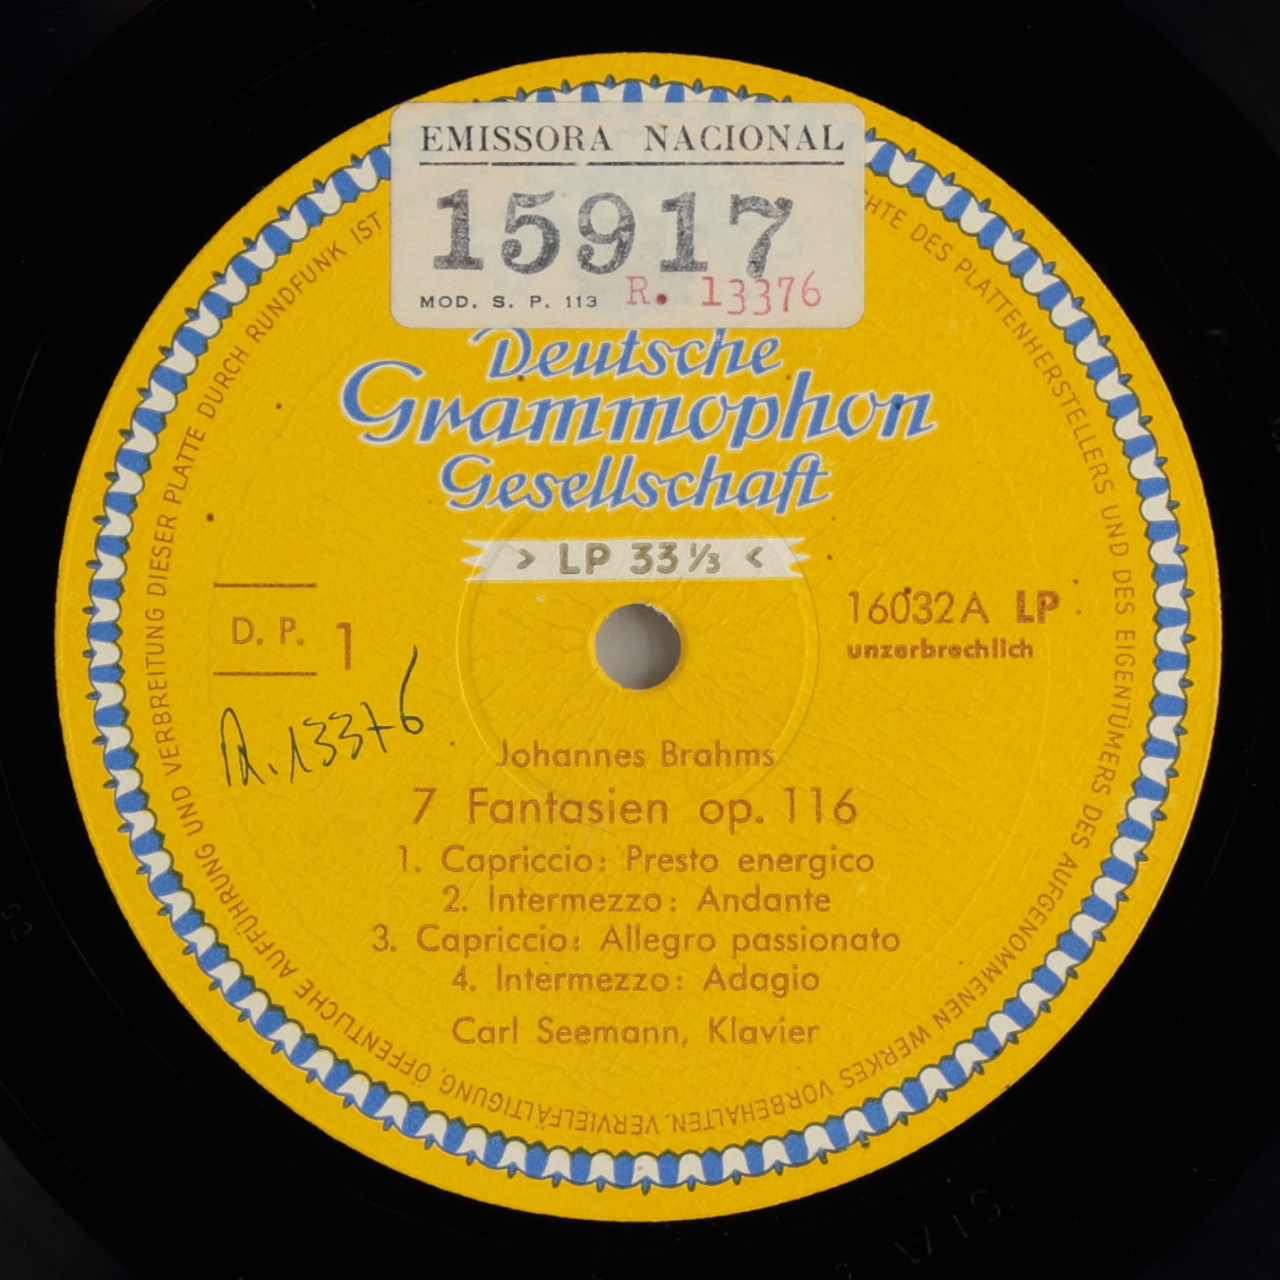 EMISSORA NACIONAL
15917
MOD. S. P. 113 R. 13376
Deutsche
Grammophon
Gesellschaft
> LP 33 1/3 <
D. P. 1
16032A LP
unzerbrechlich
R. 13376
Johannes Brahms
7 Fantasien op. 116
1. Capriccio: Presto energico
2. Intermezzo: Andante
3. Capriccio: Allegro passionato
4. Intermezzo: Adagio
Carl Seemann, Klavier
HTE DES PLATTENHERSTELLERS UND DES EIGENTÜMERS DES AUFGENOMMENEN WERKES VORBEHALTEN. VERVIELFÄLTIGUNG, ÖFFENTLICHE AUFFÜHRUNG UND VERBREITUNG DIESER PLATTE DURCH RUNDFUNK IST